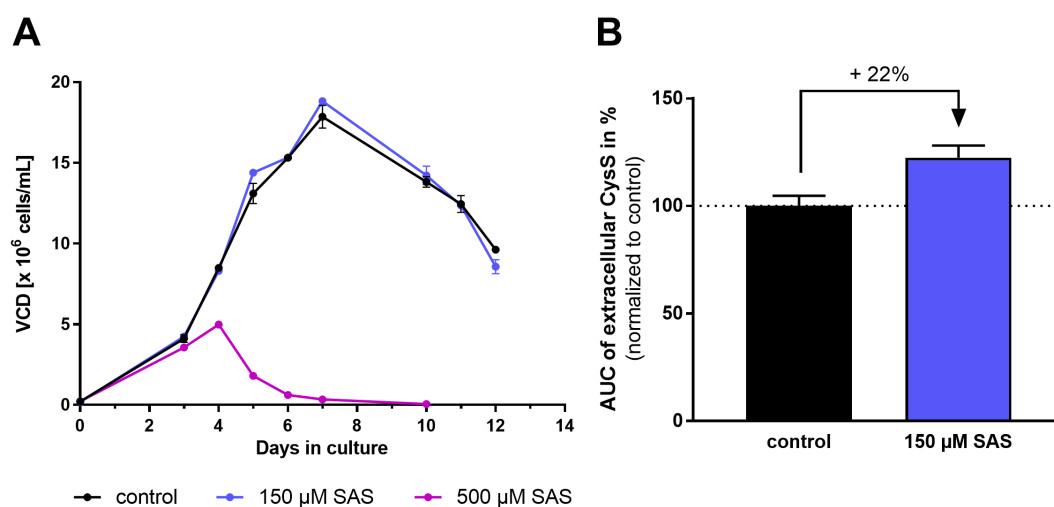 A
VCD [x 10⁶ cells/mL]
20
15
10
5
0
0 2 4 6 8 10 12 14
Days in culture
control 150 µM SAS 500 µM SAS
B
+ 22%
AUC of extracellular CysS in %
(normalized to control)
150
100
50
0
control 150 µM SAS